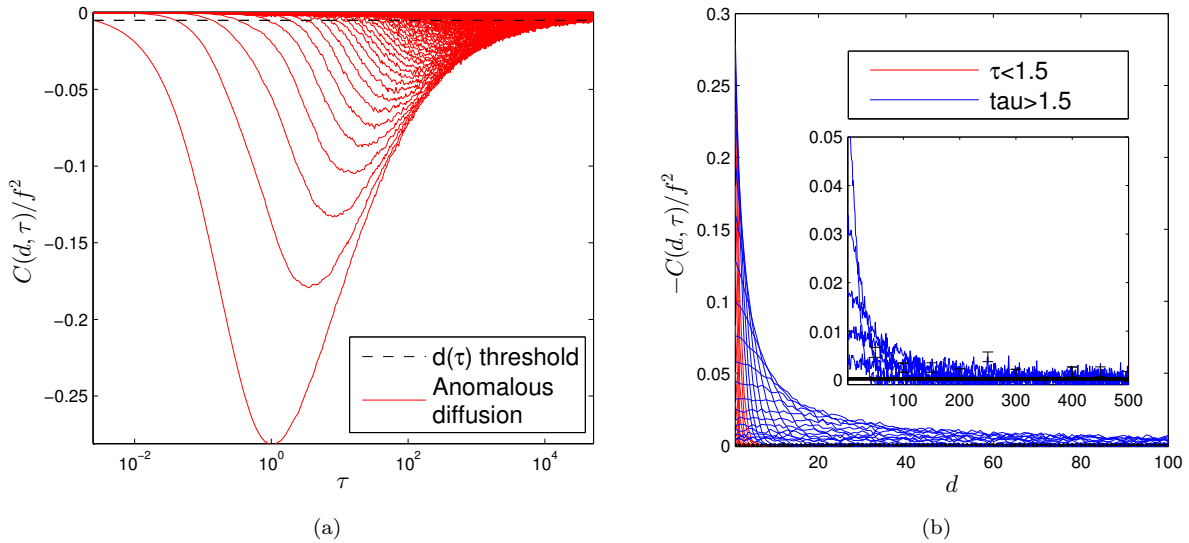 0
−0.05
−0.1
−0.15
−0.2
−0.25
C(d, τ)/f²
10⁻² 10⁰ 10² 10⁴
τ
d(τ) threshold
Anomalous
diffusion
(a)
0.3
0.25
0.2
0.15
0.1
0.05
0
−C(d, τ)/f²
20 40 60 80 100
d
τ<1.5
tau>1.5
0.05
0.04
0.03
0.02
0.01
0
100 200 300 400 500
(b)